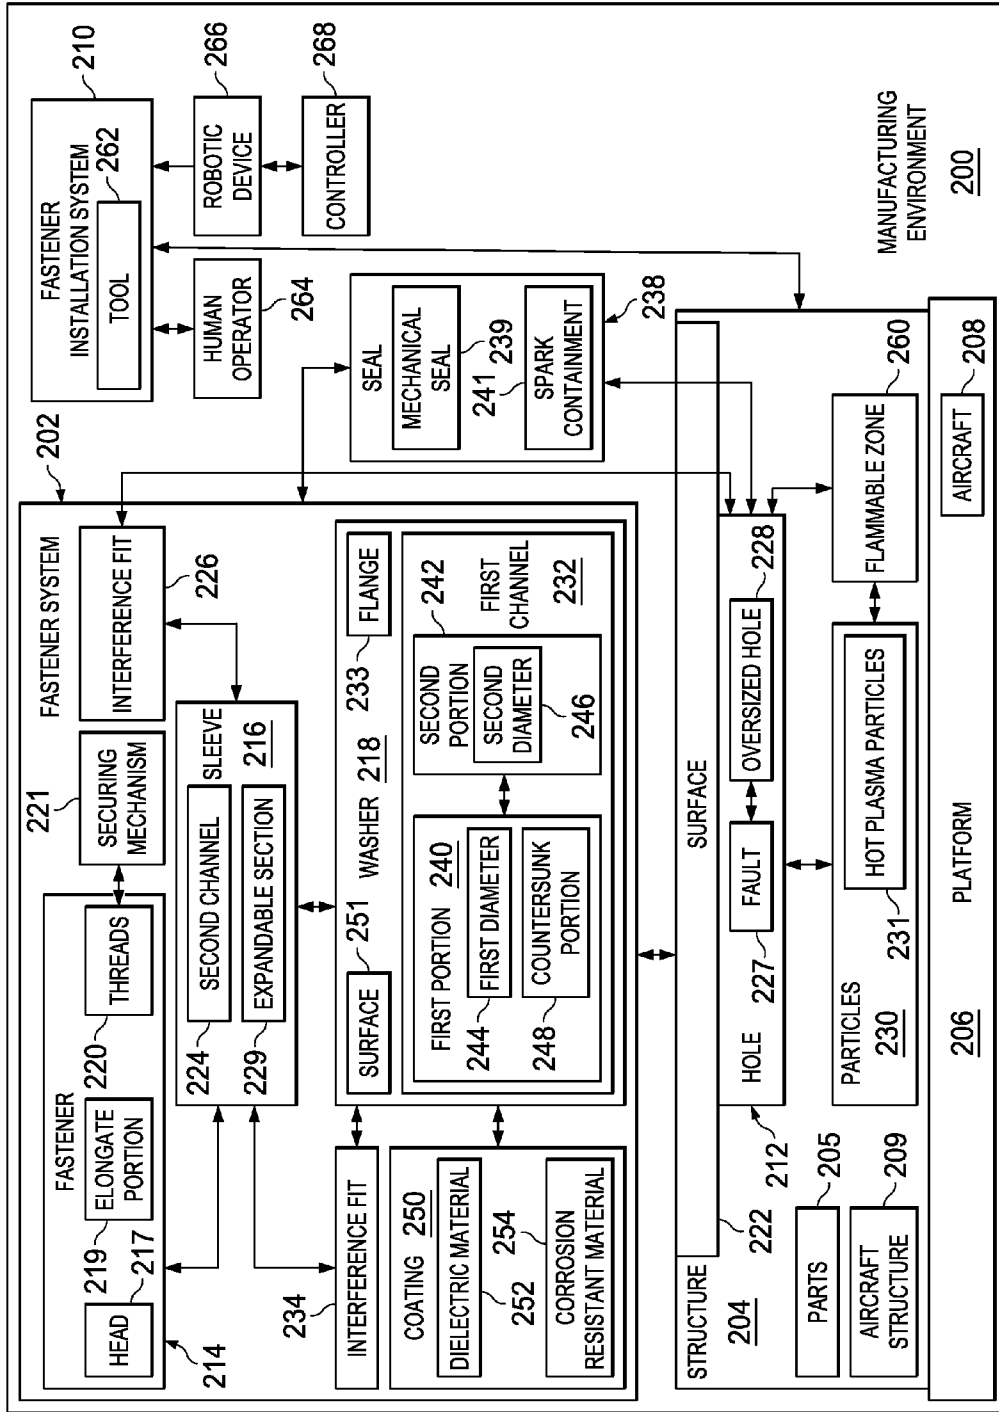 FASTENER SYSTEM
202
FASTENER
214
HEAD
217
ELONGATE
PORTION
219
THREADS
220
SECURING
MECHANISM
221
INTERFERENCE FIT
226
SLEEVE
216
SECOND CHANNEL
224
EXPANDABLE SECTION
229
INTERFERENCE FIT
234
COATING
250
DIELECTRIC MATERIAL
252
CORROSION
RESISTANT MATERIAL
254
SURFACE
251
WASHER
218
FLANGE
233
FIRST PORTION
240
FIRST DIAMETER
244
COUNTERSUNK
PORTION
248
SECOND
PORTION
242
SECOND
DIAMETER
246
FIRST
CHANNEL
232
FASTENER
INSTALLATION SYSTEM
210
TOOL
262
HUMAN
OPERATOR
264
ROBOTIC
DEVICE
266
CONTROLLER
268
SEAL
MECHANICAL
SEAL
239
241
SPARK
CONTAINMENT
238
MANUFACTURING
ENVIRONMENT
200
STRUCTURE
204
SURFACE
222
HOLE
212
FAULT
227
OVERSIZED HOLE
228
PARTS
205
AIRCRAFT
STRUCTURE
209
PARTICLES
230
HOT PLASMA PARTICLES
231
FLAMMABLE ZONE
260
PLATFORM
206
AIRCRAFT
208